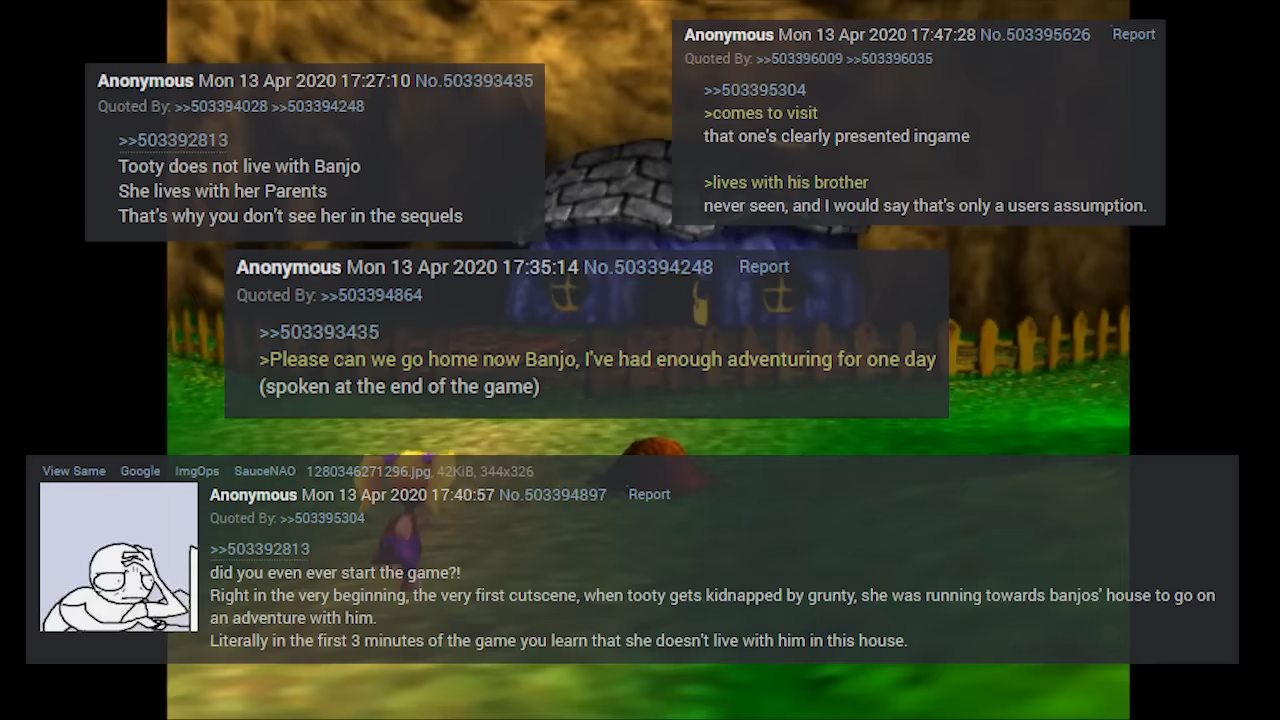 Anonymous Mon 13 Apr 2020 17:27:10 No.503393435
Quoted By: >>503394028 >>503394248
>>503392813
Tooty does not live with Banjo
She lives with her Parents
That's why you don't see her in the sequels
Anonymous Mon 13 Apr 2020 17:47:28 No.503395626 Report
Quoted By: >>503396009 >>503396035
>>503395304
>comes to visit
that one's clearly presented ingame
>lives with his brother
never seen, and I would say that's only a users assumption.
Anonymous Mon 13 Apr 2020 17:35:14 No.503394248 Report
Quoted By: >>503394864
>>503393435
>Please can we go home now Banjo, I've had enough adventuring for one day
(spoken at the end of the game)
View Same Google ImgOps SauceNAO 1280346271296.jpg, 42KiB, 344x326
Anonymous Mon 13 Apr 2020 17:40:57 No.503394897 Report
Quoted By: >>503395304
>>503392813
did you even ever start the game?!
Right in the very beginning, the very first cutscene, when tooty gets kidnapped by grunty, she was running towards banjos' house to go on
an adventure with him.
Literally in the first 3 minutes of the game you learn that she doesn't live with him in this house.